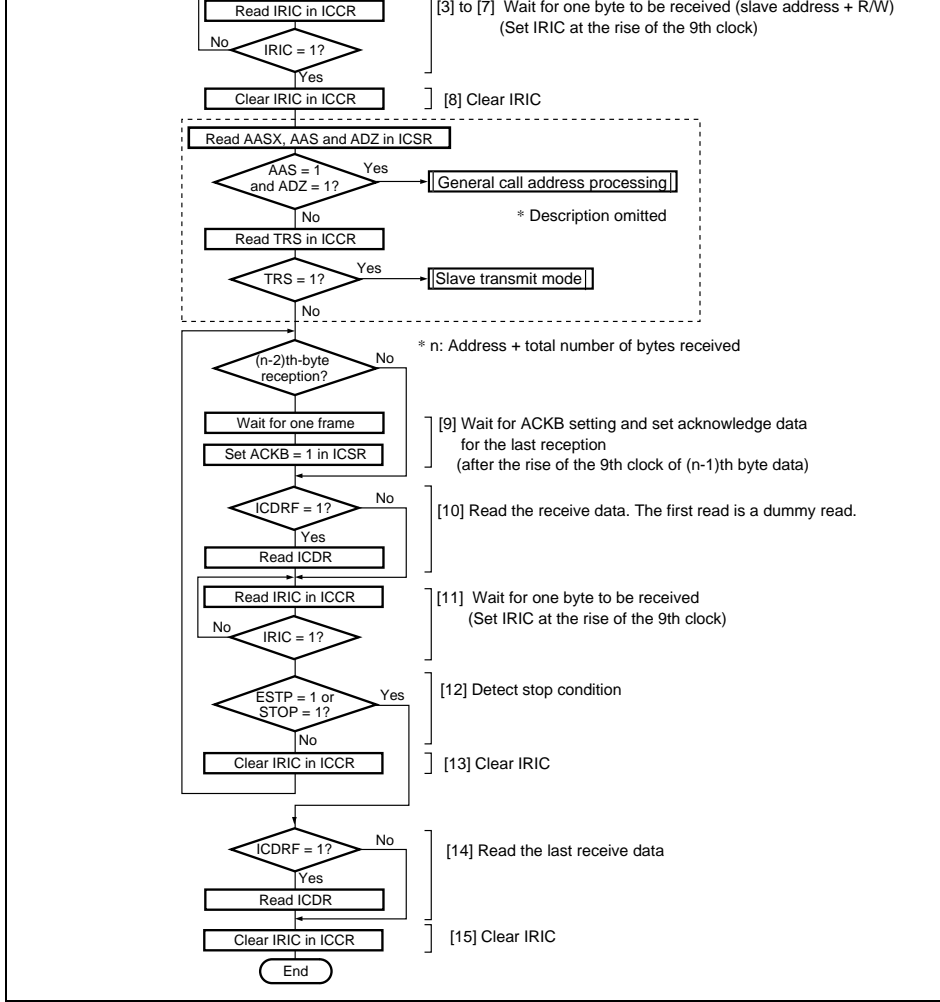 Read IRIC in ICCR
[3] to [7] Wait for one byte to be received (slave address + R/W)
(Set IRIC at the rise of the 9th clock)
No
IRIC = 1?
Yes
Clear IRIC in ICCR
[8] Clear IRIC
Read AASX, AAS and ADZ in ICSR
AAS = 1
and ADZ = 1?
Yes
General call address processing
No
* Description omitted
Read TRS in ICCR
TRS = 1?
Yes
Slave transmit mode
No
* n: Address + total number of bytes received
(n-2)th-byte
reception?
No
Wait for one frame
Set ACKB = 1 in ICSR
[9] Wait for ACKB setting and set acknowledge data
for the last reception
(after the rise of the 9th clock of (n-1)th byte data)
ICDRF = 1?
No
[10] Read the receive data. The first read is a dummy read.
Yes
Read ICDR
Read IRIC in ICCR
[11] Wait for one byte to be received
(Set IRIC at the rise of the 9th clock)
No
IRIC = 1?
ESTP = 1 or
STOP = 1?
Yes
[12] Detect stop condition
No
Clear IRIC in ICCR
[13] Clear IRIC
ICDRF = 1?
No
[14] Read the last receive data
Yes
Read ICDR
Clear IRIC in ICCR
[15] Clear IRIC
End